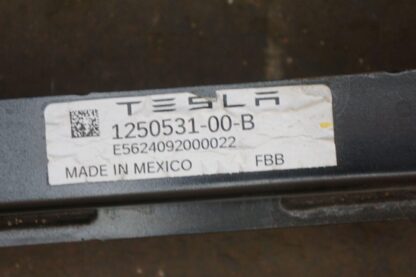 TESLA
1250531-00-B
E5624092000022
MADE IN MEXICO FBB